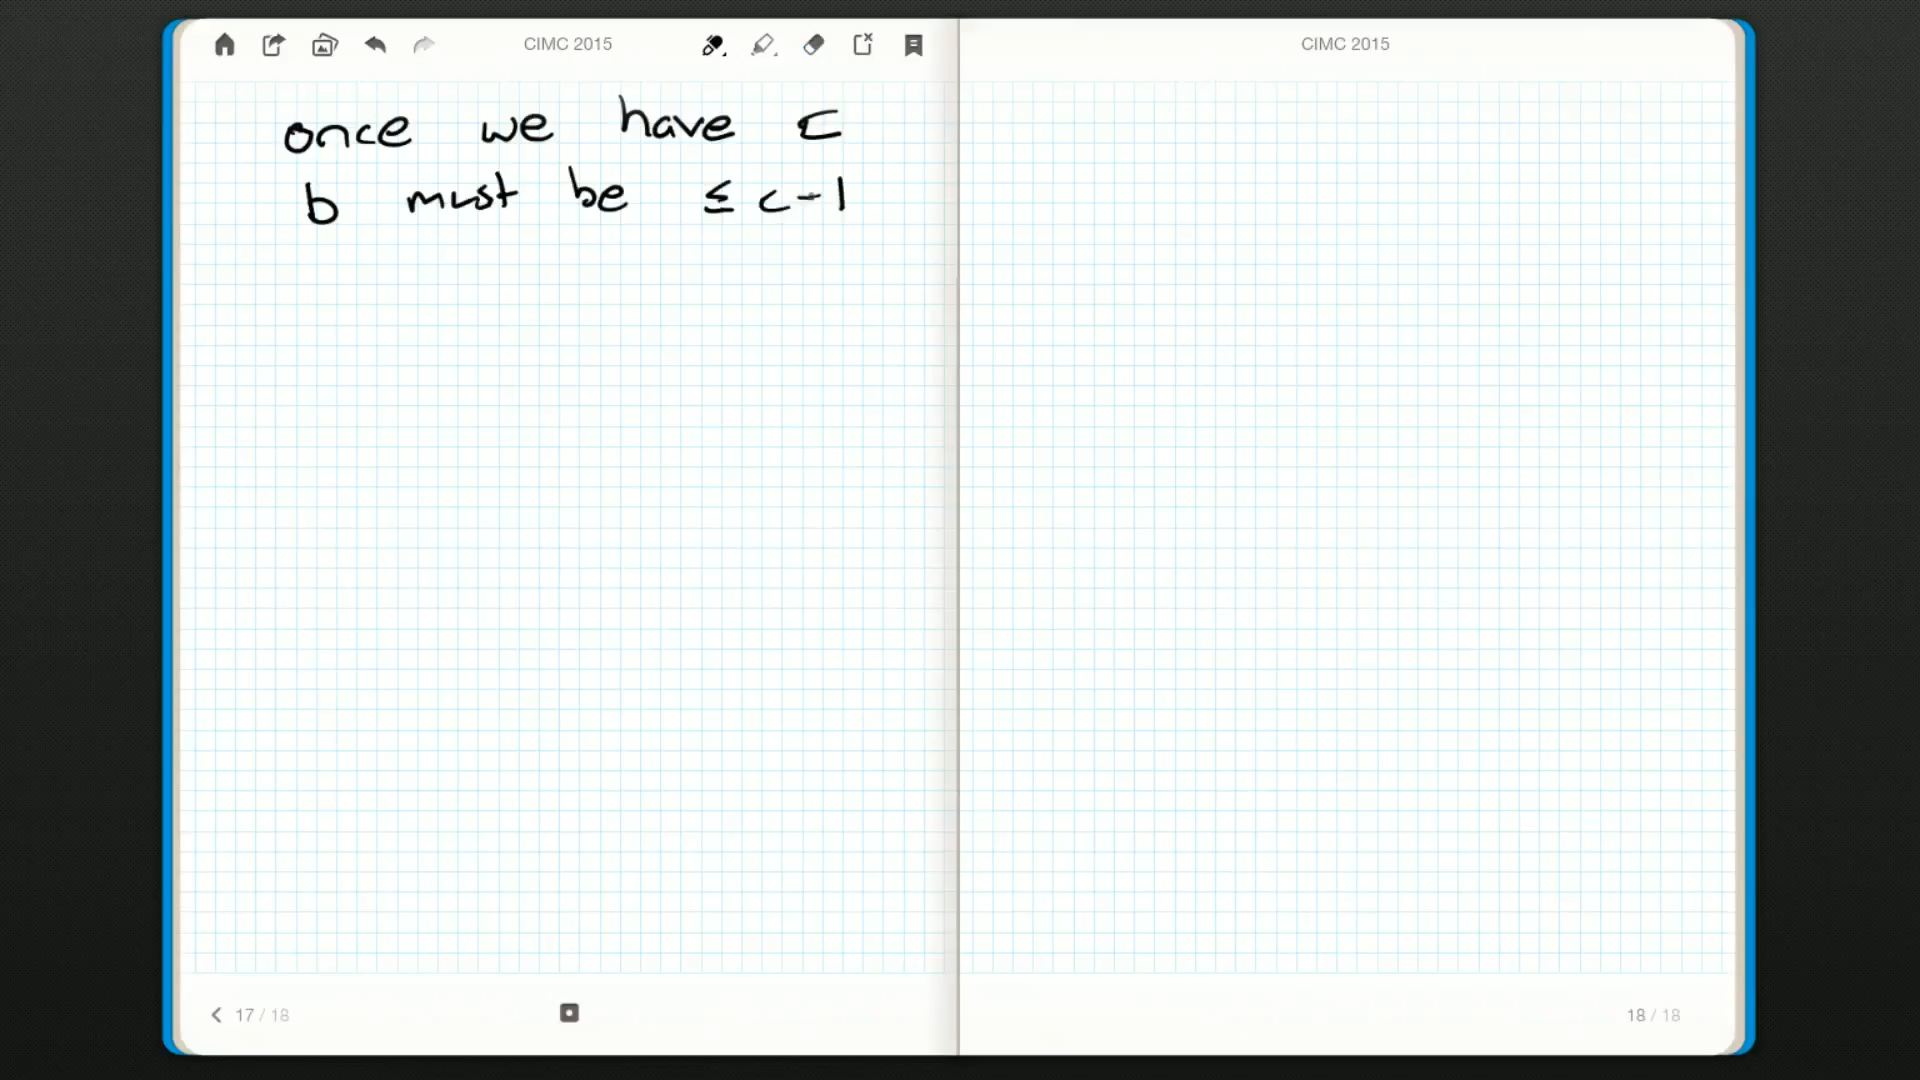 CIMC 2015
CIMC 2015
once we have c
b must be ≤ c-1
17 / 18
18 / 18